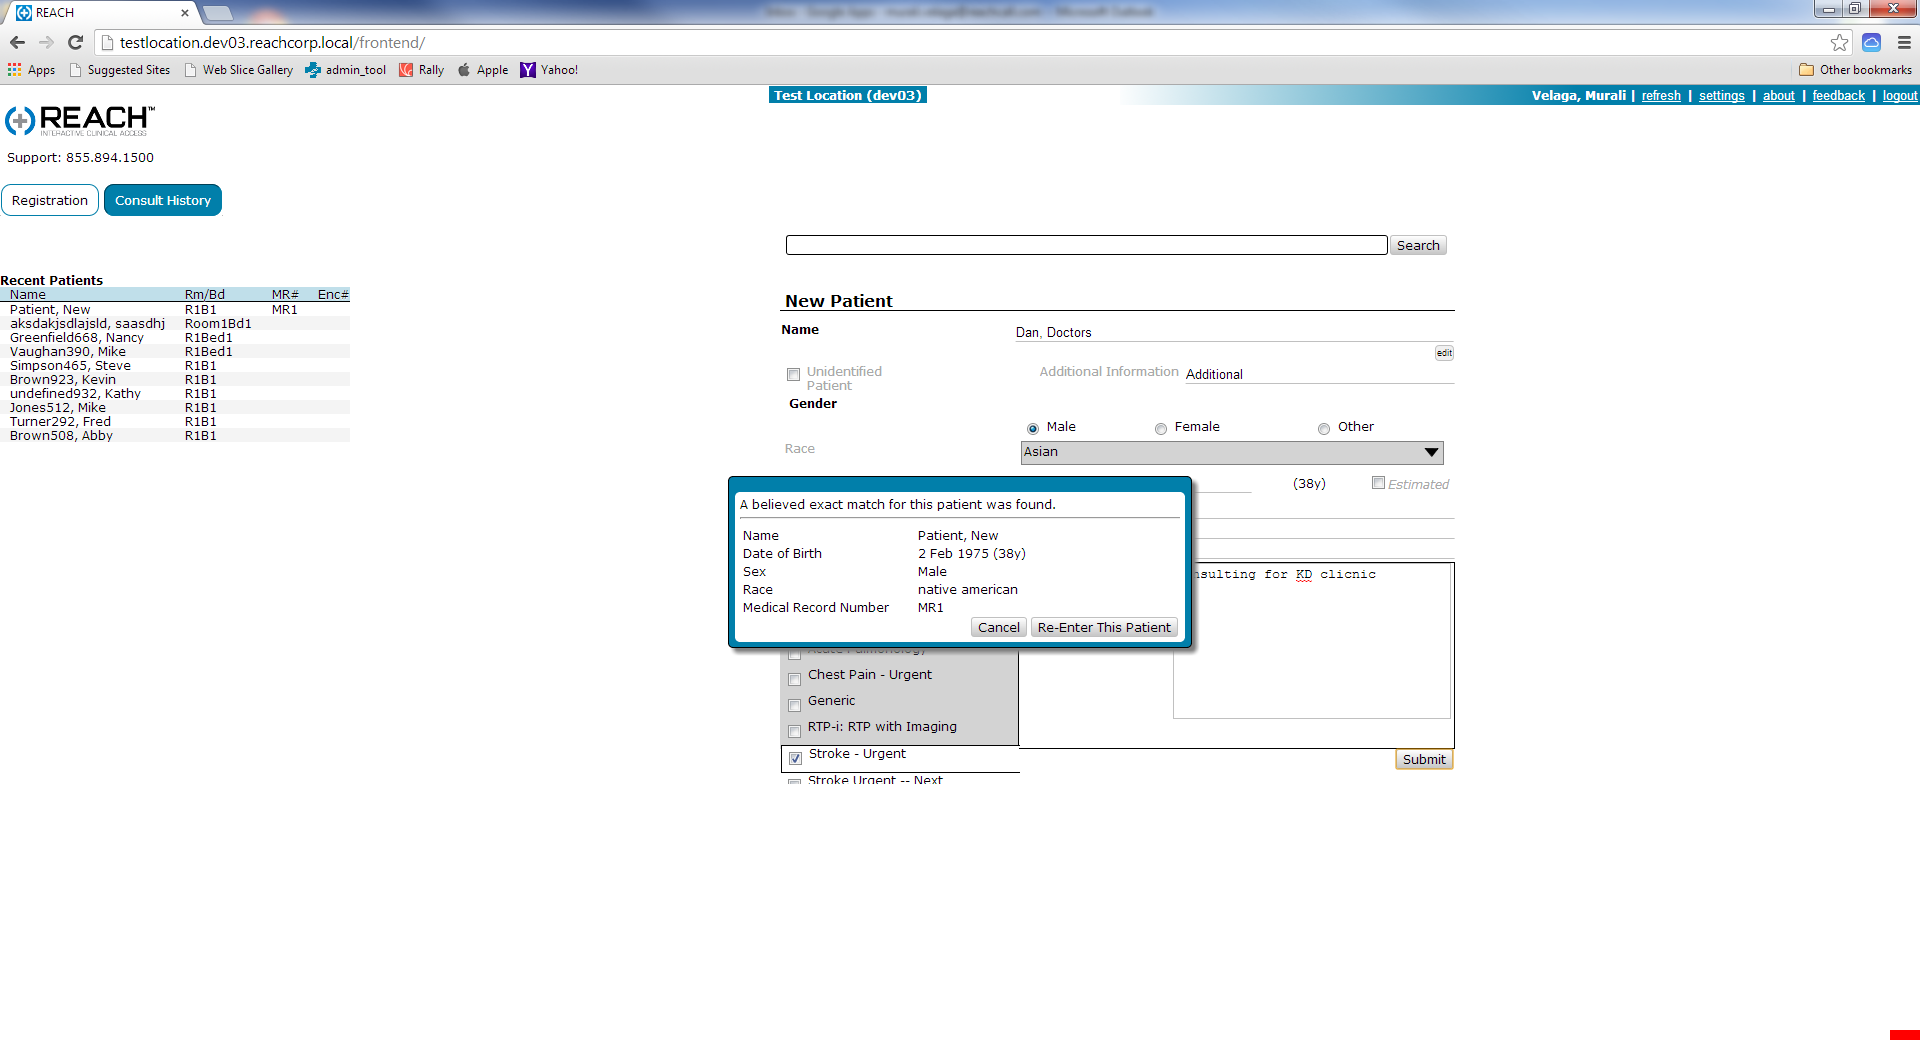 REACH
testlocation.dev03.reachcorp.local/frontend/
Apps Suggested Sites Web Slice Gallery admin_tool Rally Apple Yahoo! Other bookmarks
Test Location (dev03) Velaga, Murali | refresh | settings | about | feedback | logout
REACH™
INTERACTIVE CLINICAL ACCESS
Support: 855.894.1500
Registration Consult History
Search
Recent Patients
Name Rm/Bd MR# Enc#
Patient, New R1B1 MR1
aksdakjsdlajsld, saasdhj Room1Bd1
Greenfield668, Nancy R1Bed1
Vaughan390, Mike R1Bed1
Simpson465, Steve R1B1
Brown923, Kevin R1B1
undefined932, Kathy R1B1
Jones512, Mike R1B1
Turner292, Fred R1B1
Brown508, Abby R1B1
New Patient
Name Dan, Doctors
edit
Unidentified Patient Additional Information Additional
Gender
Male Female Other
Race Asian
(38y) Estimated
A believed exact match for this patient was found.
Name Patient, New
Date of Birth 2 Feb 1975 (38y)
Sex Male
Race native american
Medical Record Number MR1
Cancel Re-Enter This Patient
nsulting for KD clicnic
Acute Pulmonology
Chest Pain - Urgent
Generic
RTP-i: RTP with Imaging
Stroke - Urgent
Submit
Stroke Urgent -- Next